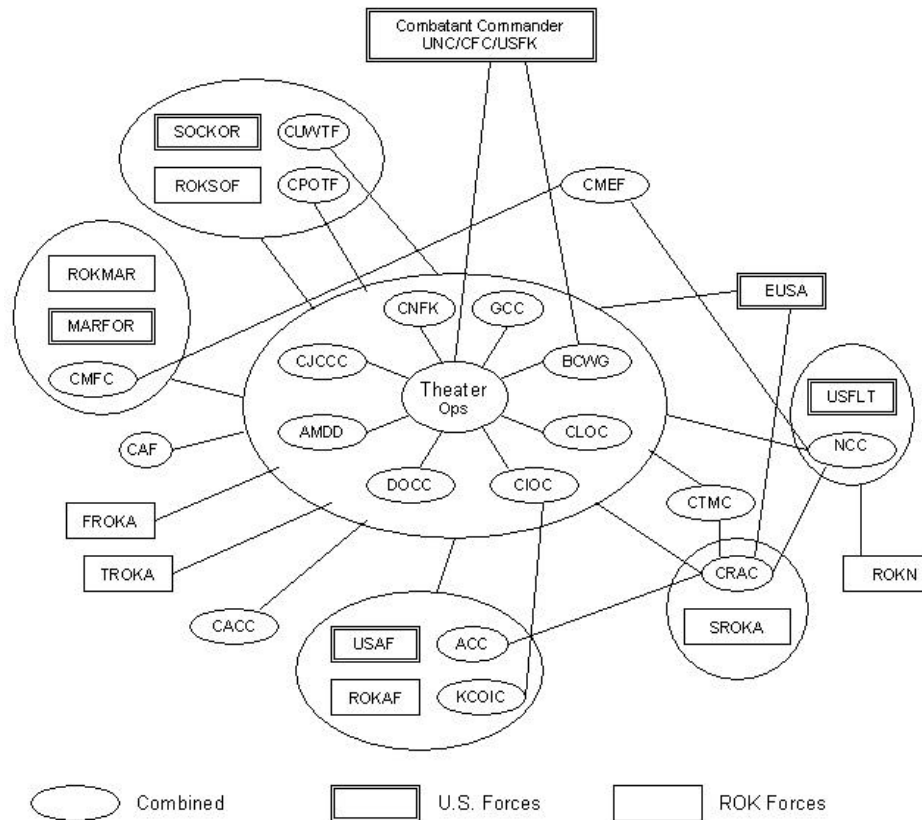 Combatant Commander
UNC/CFC/USFK
SOCKOR
CUWTF
ROKSOF
CPOTF
CMEF
ROKMAR
MARFOR
CMFC
EUSA
CNFK
GCC
CJCCC
BCWG
Theater
Ops
USFLT
NCC
AMDD
CLOC
CAF
DOCC
CIOC
CTMC
FROKA
TROKA
CRAC
ROKN
CACC
SROKA
USAF
ACC
ROKAF
KCOIC
Combined
U.S. Forces
ROK Forces